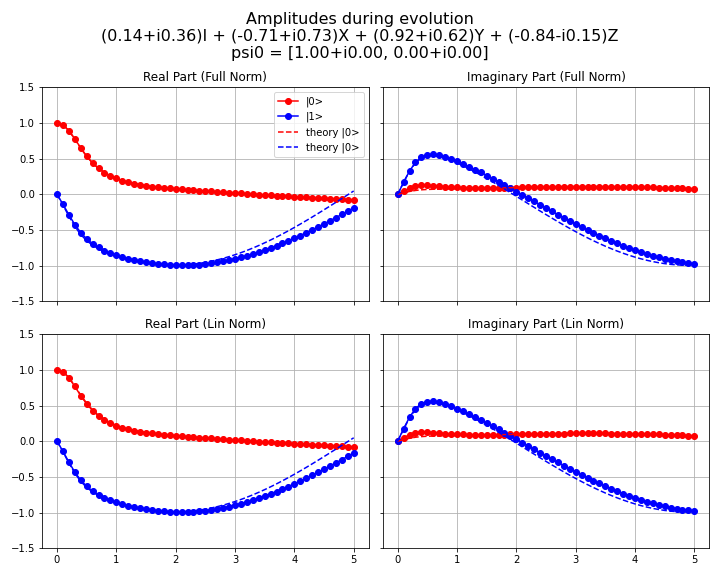 Amplitudes during evolution
(0.14+i0.36)I + (-0.71+i0.73)X + (0.92+i0.62)Y + (-0.84-i0.15)Z
psi0 = [1.00+i0.00, 0.00+i0.00]
Real Part (Full Norm)
Imaginary Part (Full Norm)
1.5
1.0
0.5
0.0
−0.5
−1.0
−1.5
|0>
|1>
theory |0>
theory |0>
Real Part (Lin Norm)
Imaginary Part (Lin Norm)
1.5
1.0
0.5
0.0
−0.5
−1.0
−1.5
0 1 2 3 4 5
0 1 2 3 4 5